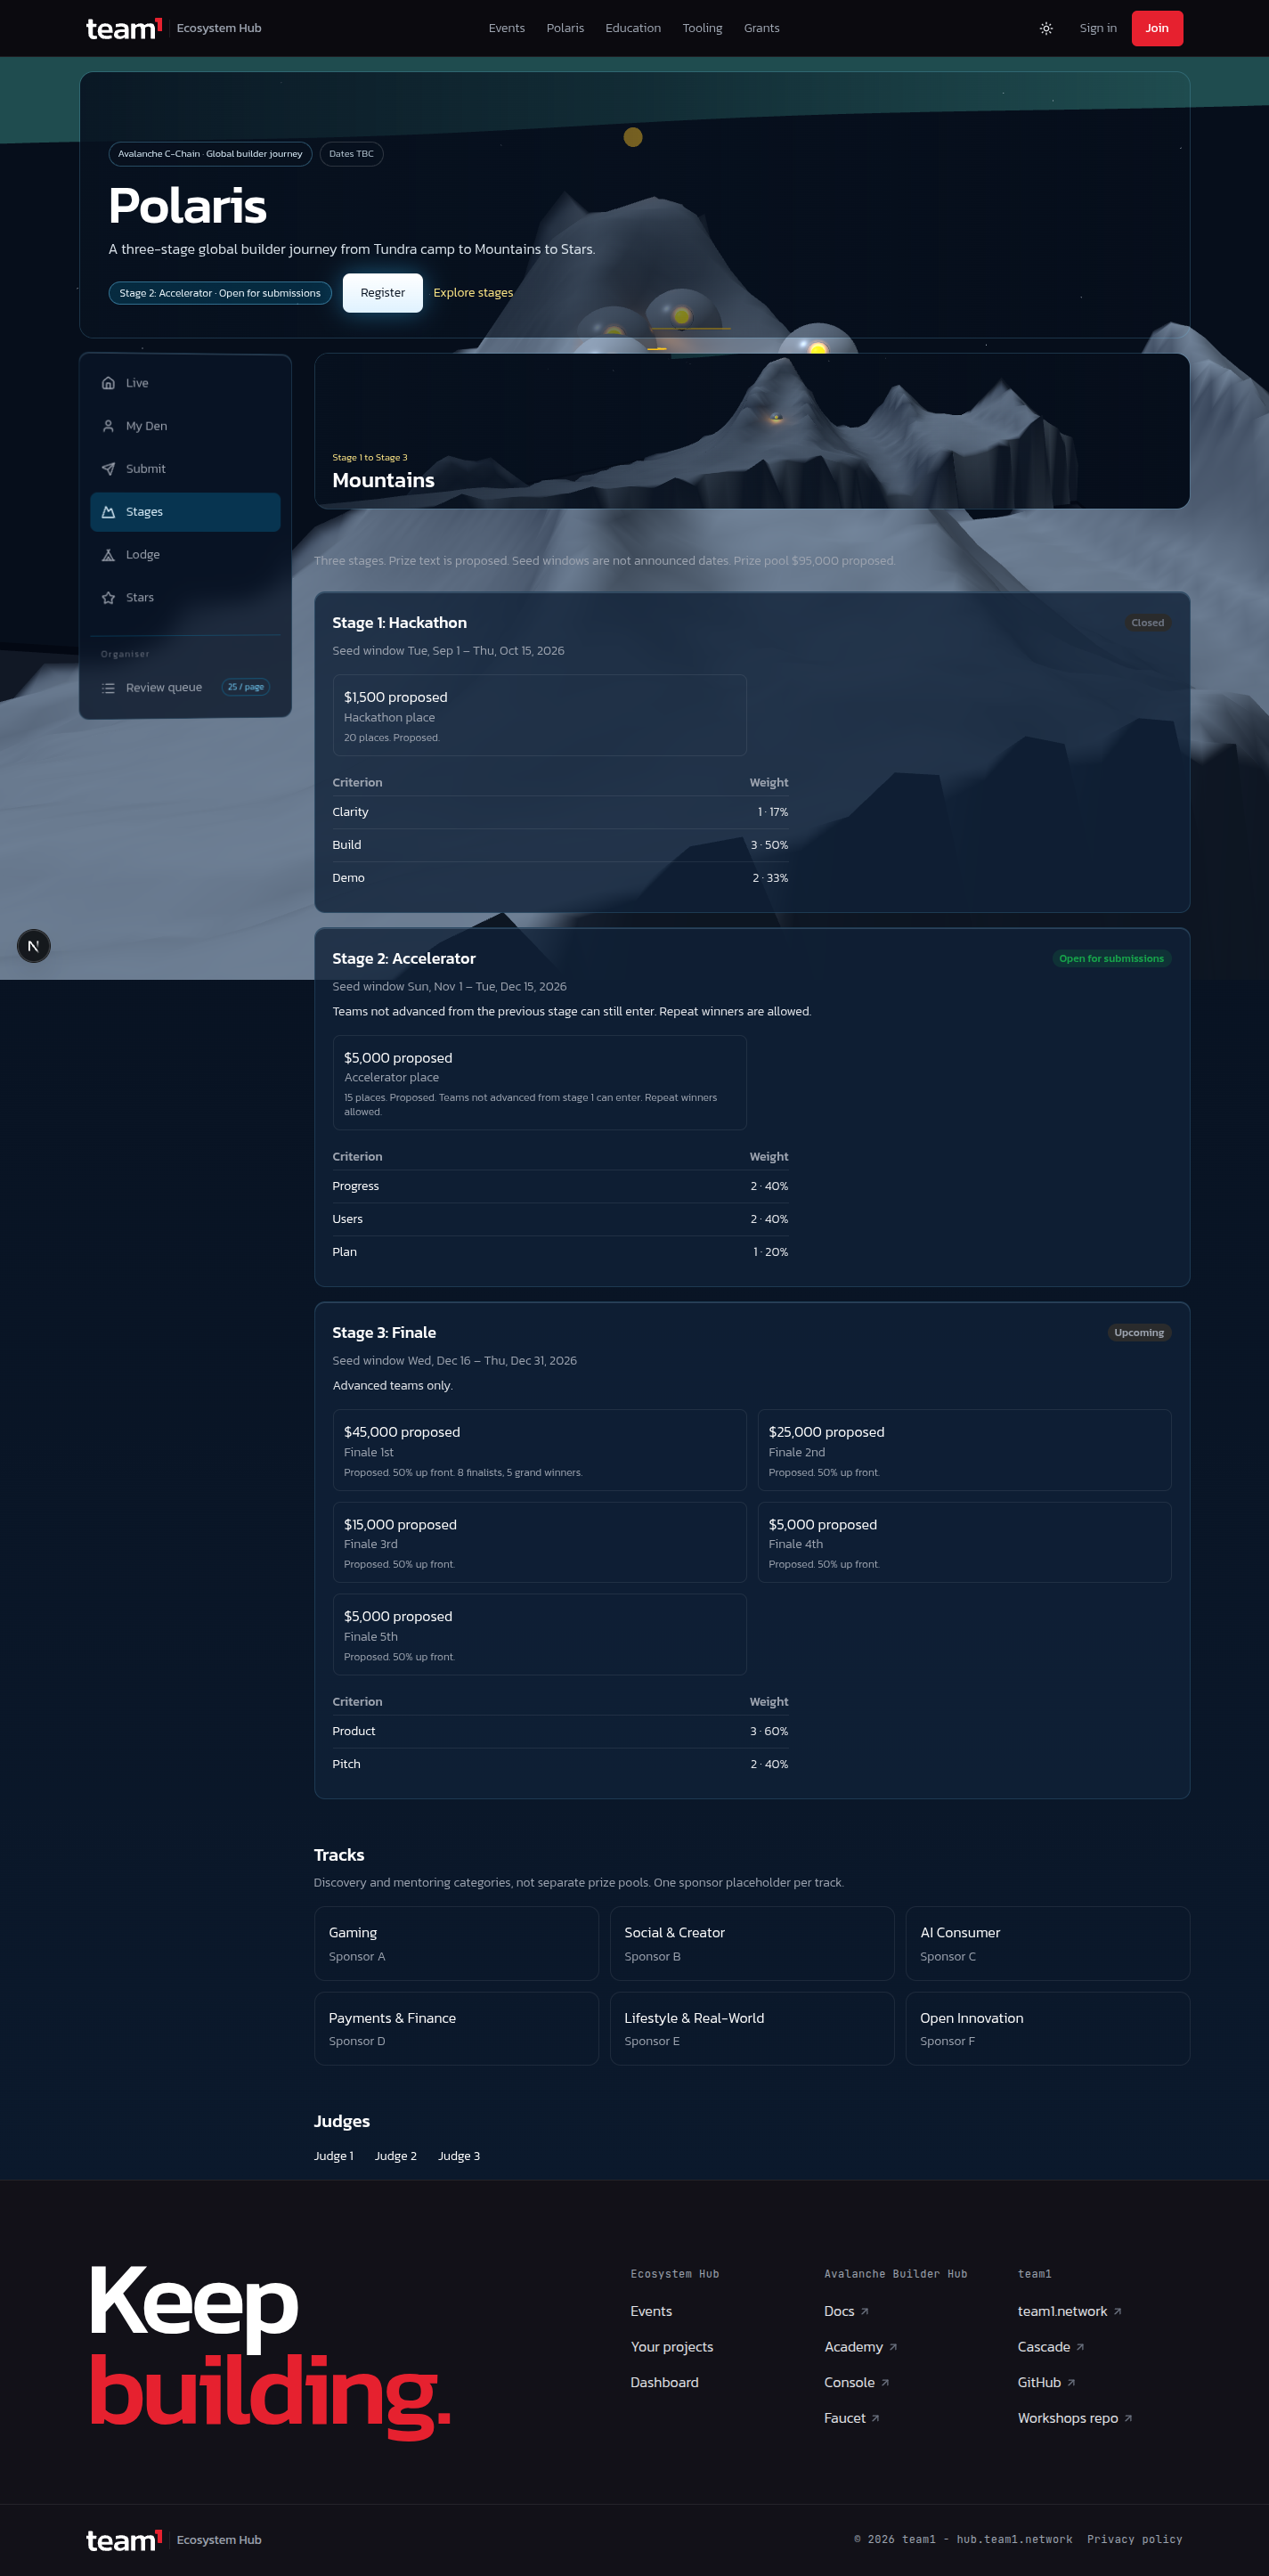 team1 Ecosystem Hub
Events Polaris Education Tooling Grants
Sign in Join
Avalanche C-Chain · Global builder journey Dates TBC
Polaris
A three-stage global builder journey from Tundra camp to Mountains to Stars.
Stage 2: Accelerator · Open for submissions Register Explore stages
Live
My Den
Submit
Stages
Lodge
Stars
Organiser
Review queue 25 / page
Stage 1 to Stage 3
Mountains
Three stages. Prize text is proposed. Seed windows are not announced dates. Prize pool $95,000 proposed.
Stage 1: Hackathon Closed
Seed window Tue, Sep 1 – Thu, Oct 15, 2026
$1,500 proposed
Hackathon place
20 places. Proposed.
Criterion Weight
Clarity 1 · 17%
Build 3 · 50%
Demo 2 · 33%
Stage 2: Accelerator Open for submissions
Seed window Sun, Nov 1 – Tue, Dec 15, 2026
Teams not advanced from the previous stage can still enter. Repeat winners are allowed.
$5,000 proposed
Accelerator place
15 places. Proposed. Teams not advanced from stage 1 can enter. Repeat winners
allowed.
Criterion Weight
Progress 2 · 40%
Users 2 · 40%
Plan 1 · 20%
Stage 3: Finale Upcoming
Seed window Wed, Dec 16 – Thu, Dec 31, 2026
Advanced teams only.
$45,000 proposed
Finale 1st
Proposed. 50% up front. 8 finalists, 5 grand winners.
$25,000 proposed
Finale 2nd
Proposed. 50% up front.
$15,000 proposed
Finale 3rd
Proposed. 50% up front.
$5,000 proposed
Finale 4th
Proposed. 50% up front.
$5,000 proposed
Finale 5th
Proposed. 50% up front.
Criterion Weight
Product 3 · 60%
Pitch 2 · 40%
Tracks
Discovery and mentoring categories, not separate prize pools. One sponsor placeholder per track.
Gaming
Sponsor A
Social & Creator
Sponsor B
AI Consumer
Sponsor C
Payments & Finance
Sponsor D
Lifestyle & Real-World
Sponsor E
Open Innovation
Sponsor F
Judges
Judge 1 Judge 2 Judge 3
Keep
building.
Ecosystem Hub
Events
Your projects
Dashboard
Avalanche Builder Hub
Docs ↗
Academy ↗
Console ↗
Faucet ↗
team1
team1.network ↗
Cascade ↗
GitHub ↗
Workshops repo ↗
team1 Ecosystem Hub
© 2026 team1 - hub.team1.network Privacy policy